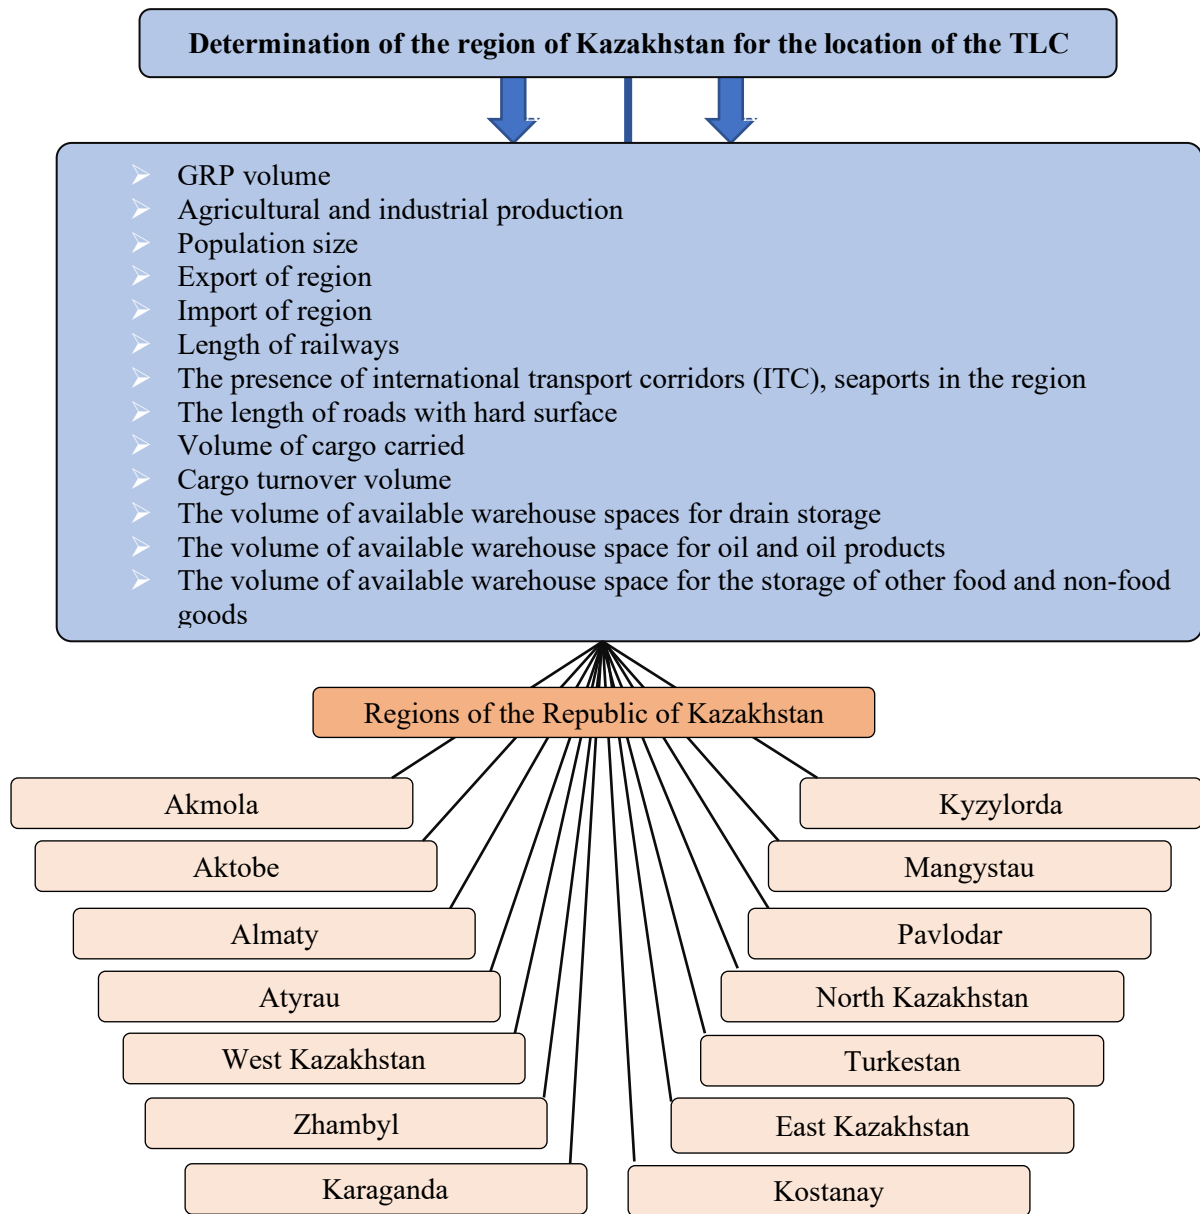 Determination of the region of Kazakhstan for the location of the TLC
GRP volume
Agricultural and industrial production
Population size
Export of region
Import of region
Length of railways
The presence of international transport corridors (ITC), seaports in the region
The length of roads with hard surface
Volume of cargo carried
Cargo turnover volume
The volume of available warehouse spaces for drain storage
The volume of available warehouse space for oil and oil products
The volume of available warehouse space for the storage of other food and non-food
goods
Regions of the Republic of Kazakhstan
Akmola
Aktobe
Almaty
Atyrau
West Kazakhstan
Zhambyl
Karaganda
Kyzylorda
Mangystau
Pavlodar
North Kazakhstan
Turkestan
East Kazakhstan
Kostanay